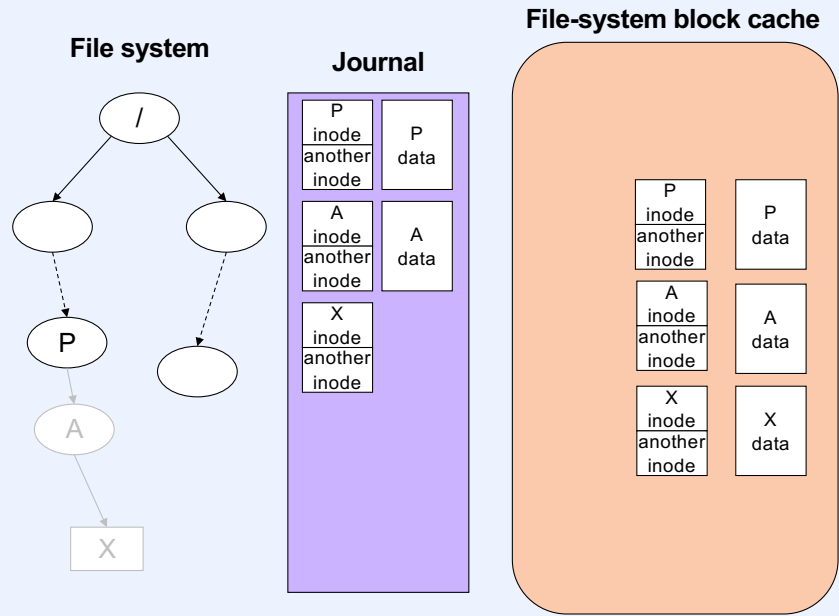 File system
/
P
A
X
Journal
P
inode
another
inode
P
data
A
inode
another
inode
A
data
X
inode
another
inode
File-system block cache
P
inode
another
inode
P
data
A
inode
another
inode
A
data
X
inode
another
inode
X
data